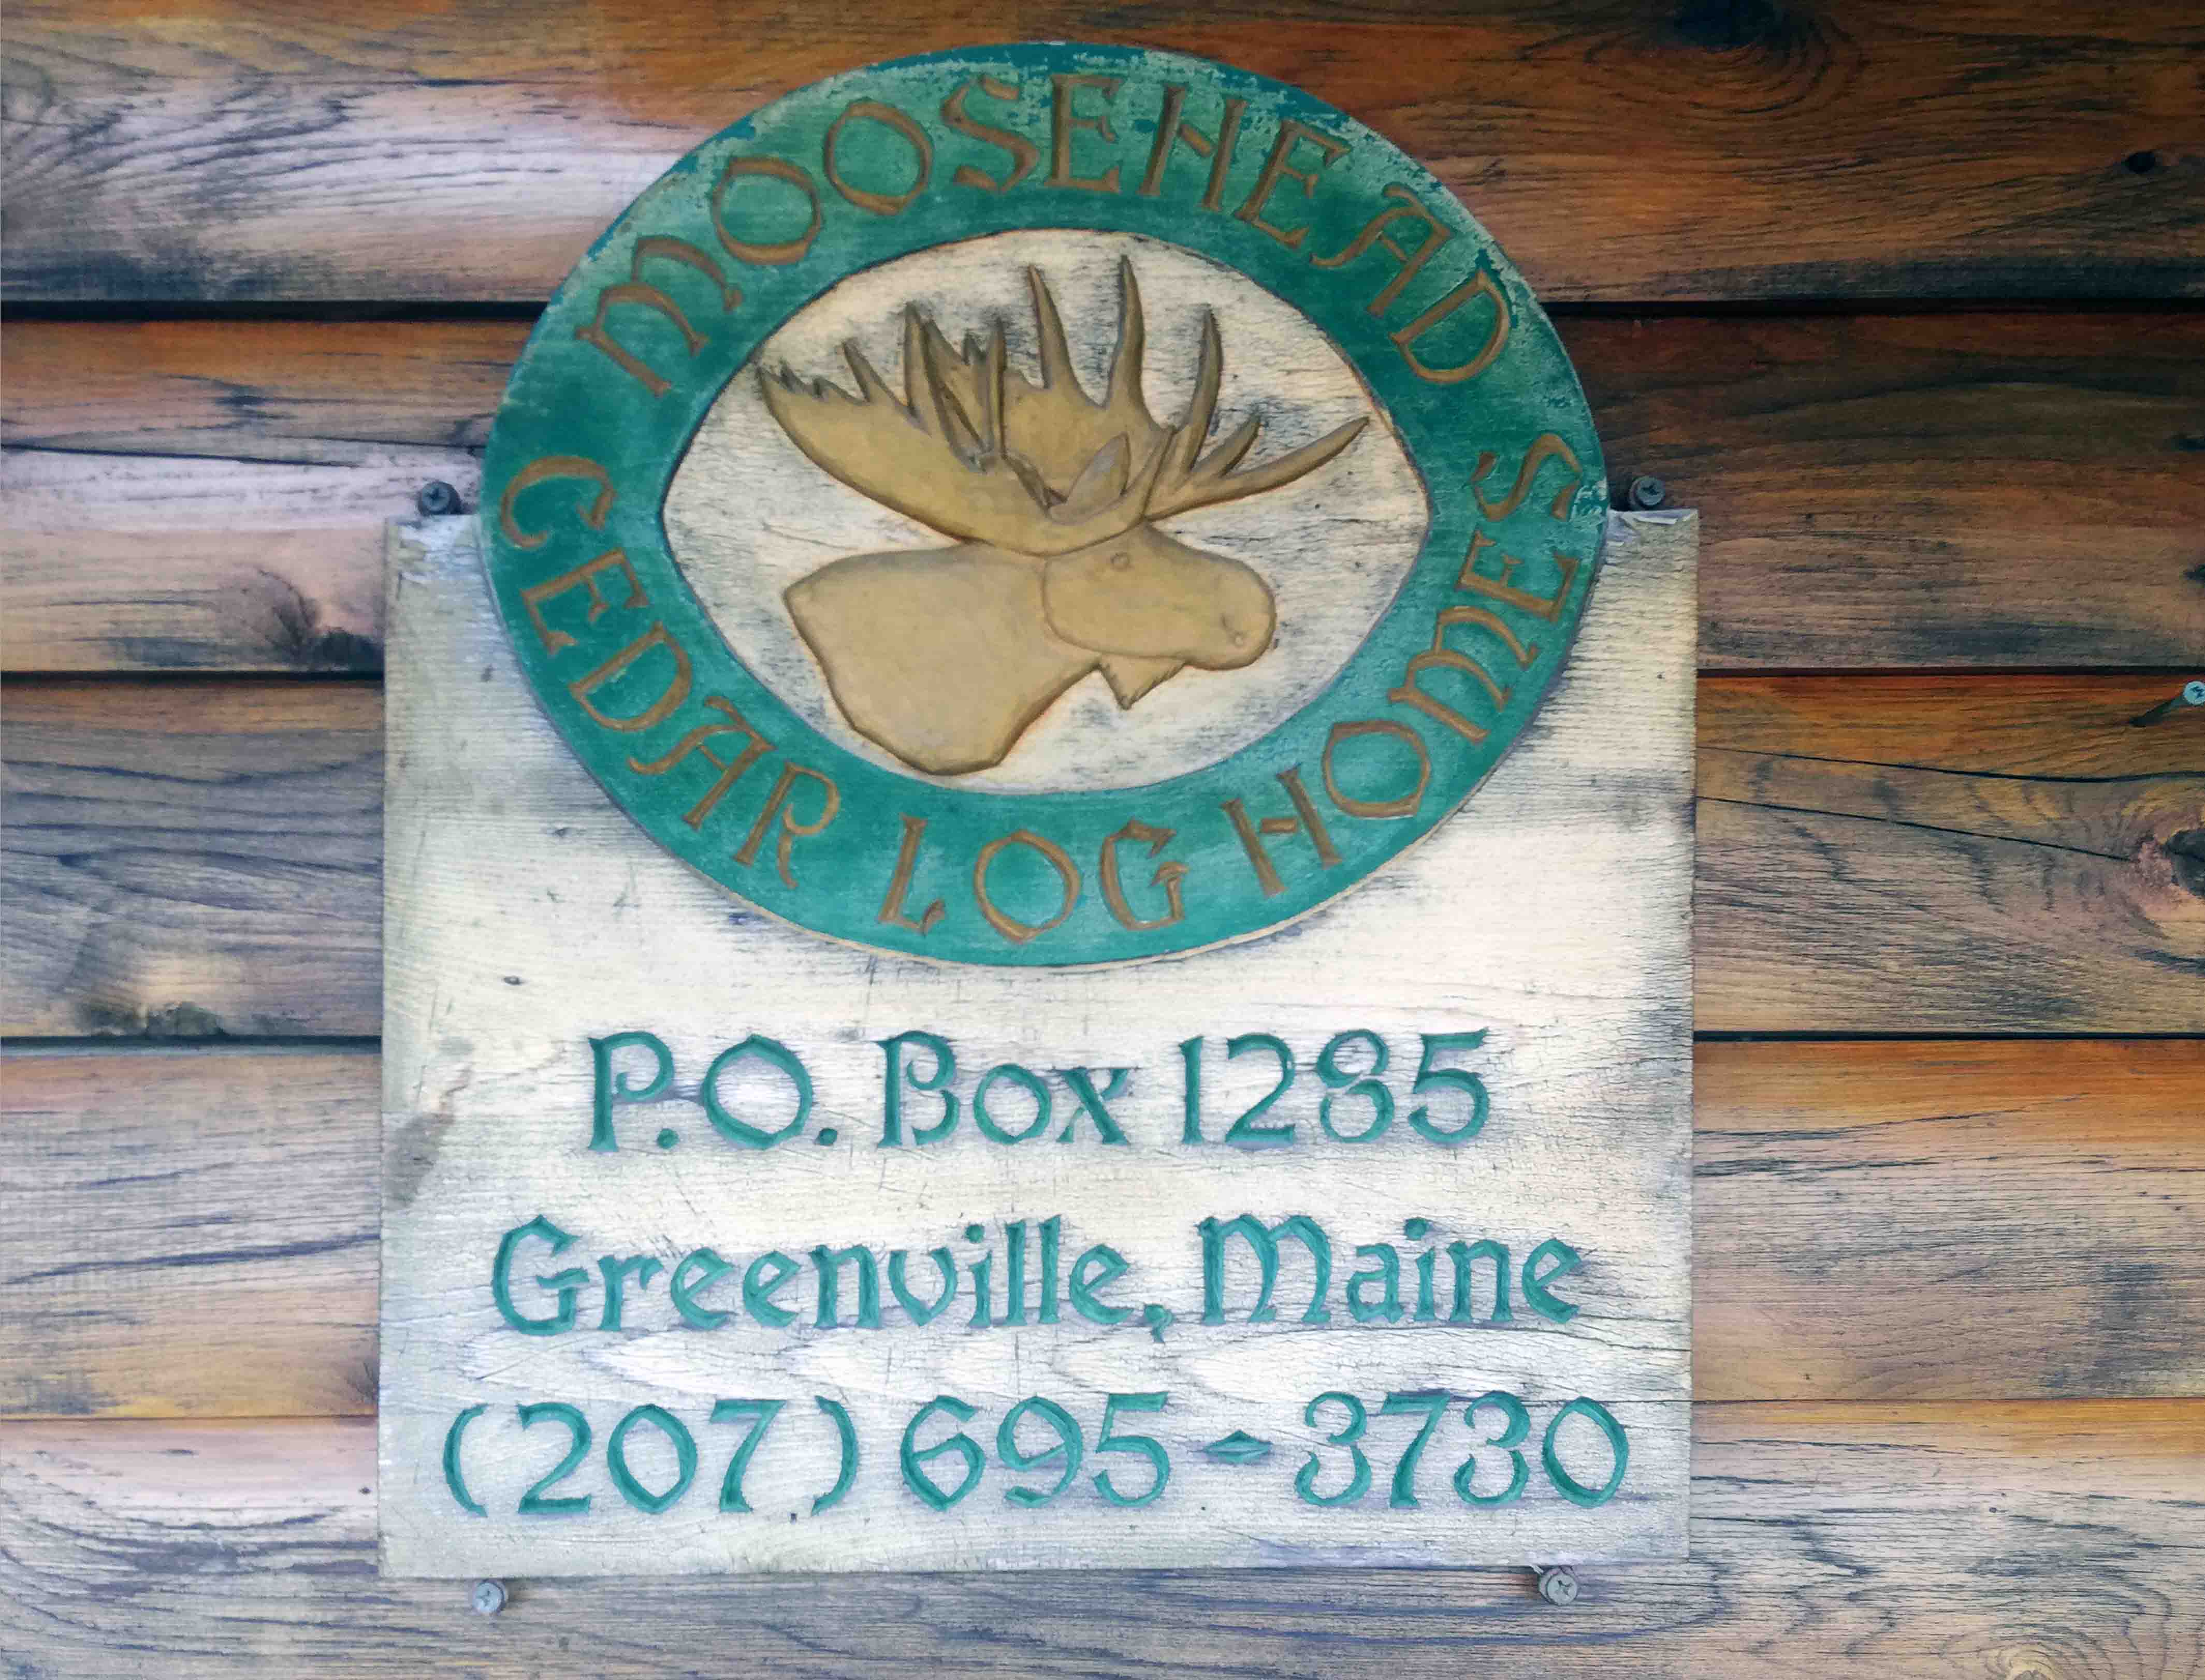 MOOSEHEAD
CEDAR LOG HOMES
P.O. Box 1285
Greenville, Maine
(207) 695-3730